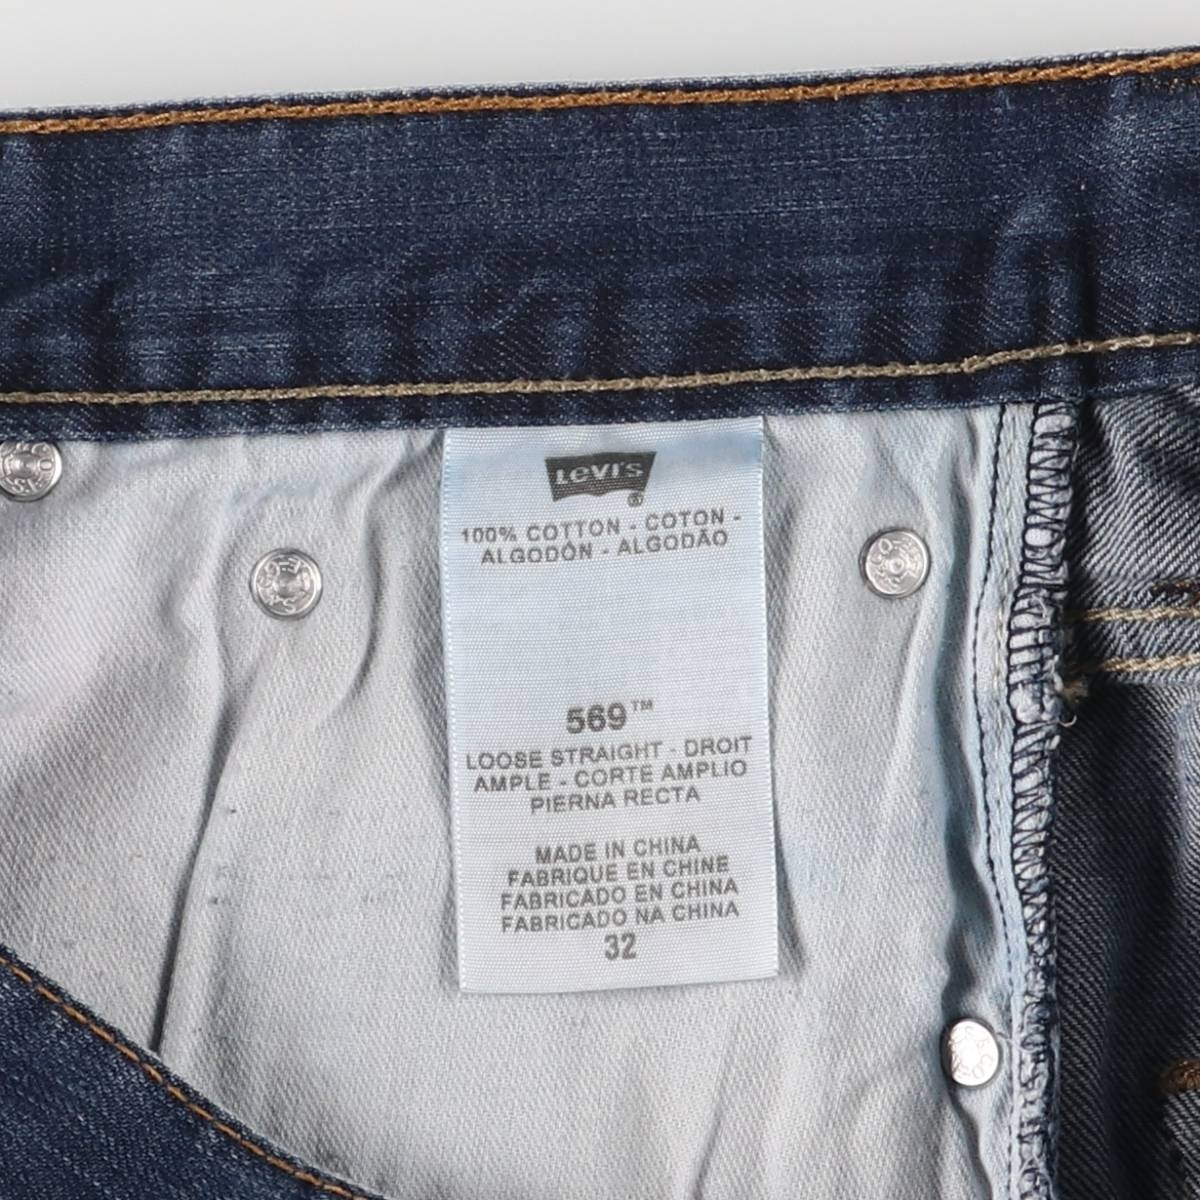 Levi's
®
100% COTTON - COTON -
ALGODÓN - ALGODÃO
569™
LOOSE STRAIGHT - DROIT
AMPLE - CORTE AMPLIO
PIERNA RECTA
MADE IN CHINA
FABRIQUE EN CHINE
FABRICADO EN CHINA
FABRICADO NA CHINA
32